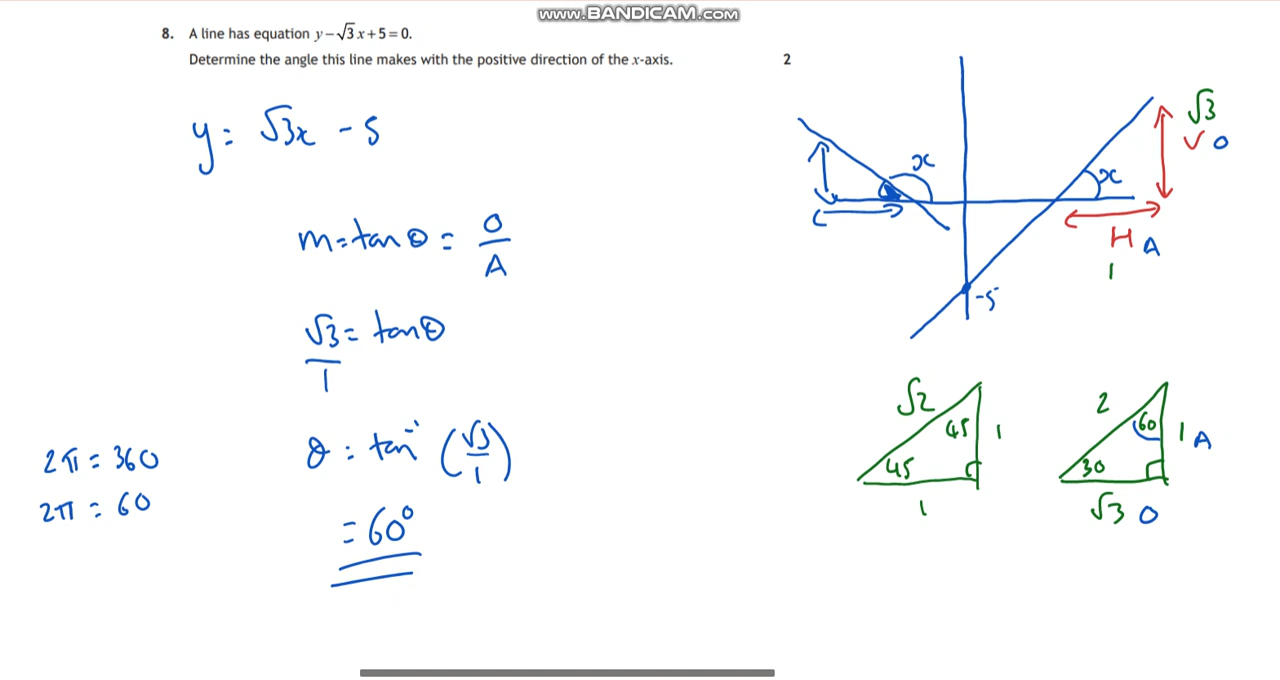 www.BANDICAM.com
8. A line has equation y−√3x+5=0.
Determine the angle this line makes with the positive direction of the x-axis. 2
y = √3x - 5
m = tan θ = O/A
√3/1 = tan θ
θ = tan⁻¹ (√3/1)
= 60°
2π = 360
2π = 60
x
x
√3
V O
H A
1
-5
√2
45
1
45
1
2
60
1 A
30
√3 O